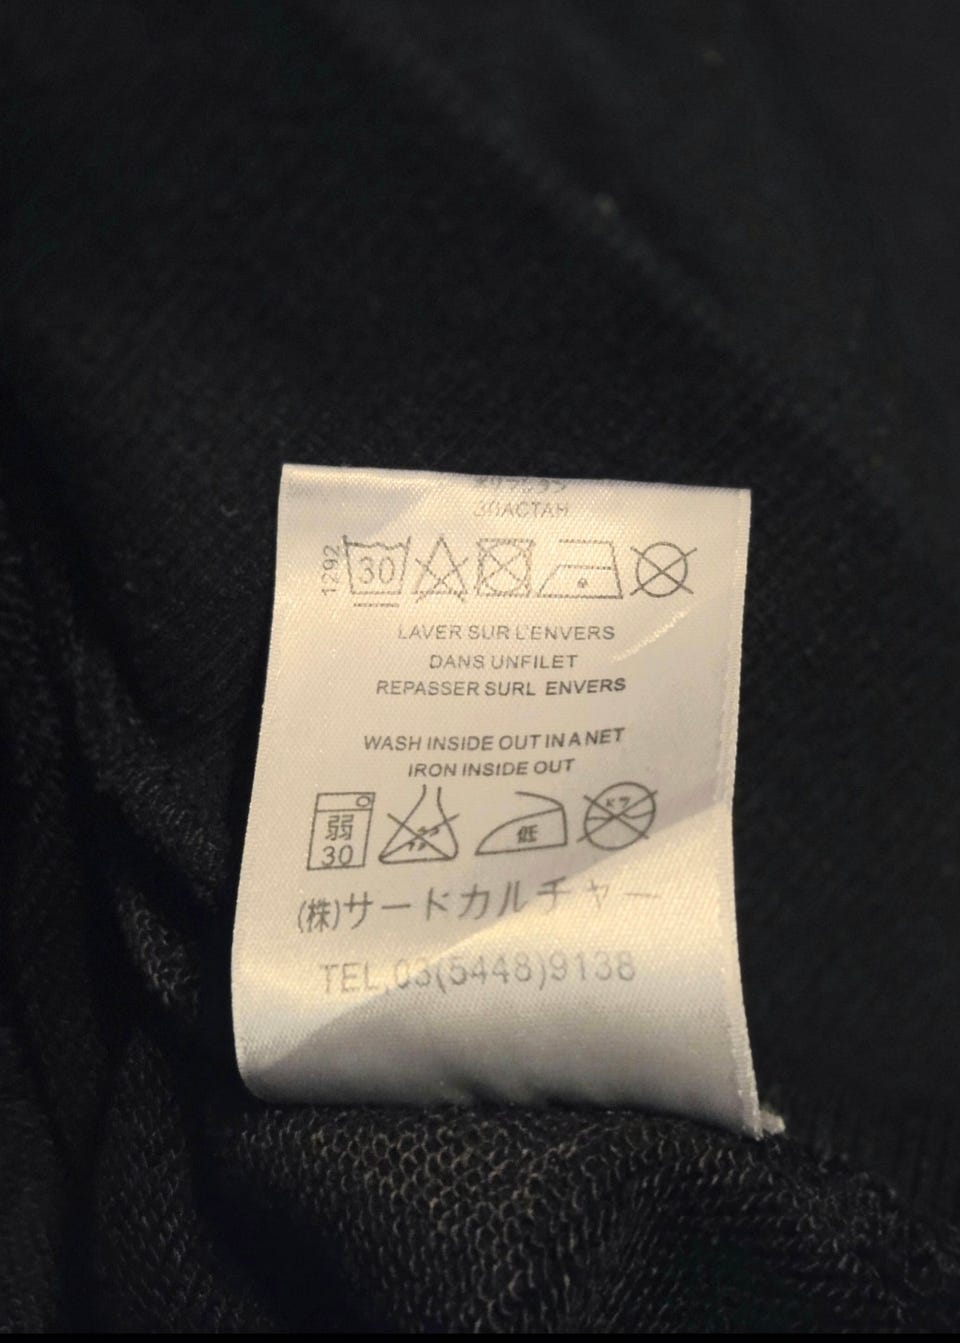 ЭЛАСТАН
1292
30
LAVER SUR L'ENVERS
DANS UNFILET
REPASSER SURL ENVERS
WASH INSIDE OUT IN A NET
IRON INSIDE OUT
弱
30
低
(株)サードカルチャー
TEL,03(5448)9138